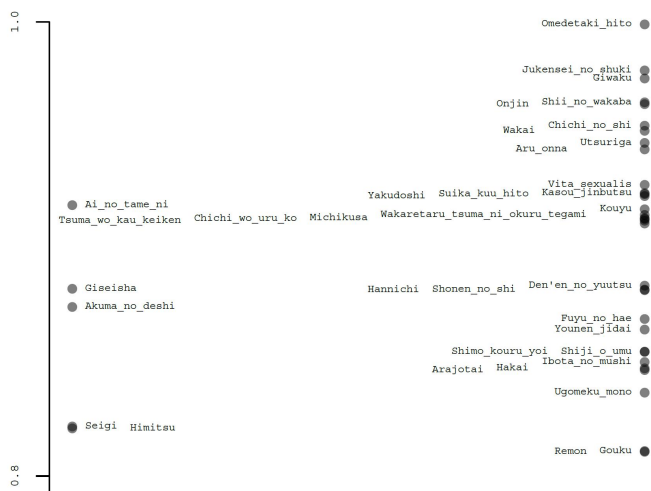 1.0
Omedetaki_hito
Jukensei_no_shuki
Giwaku
Onjin Shii_no_wakaba
Chichi_no_shi
Wakai
Utsuriga
Aru_onna
Vita_sexualis
Yakudoshi Suika_kuu_hito Kasou_jinbutsu
Ai_no_tame_ni
Kouyu
Tsuma_wo_kau_keiken Chichi_wo_uru_ko Michikusa Wakaretaru_tsuma_ni_okuru_tegami
Giseisha
Hannichi Shonen_no_shi Den'en_no_yuutsu
Akuma_no_deshi
Fuyu_no_hae
Younen_jidai
Shimo_kouru_yoi Shiji_o_umu
Ibota_no_mushi
Arajotai Hakai
Ugomeku_mono
Seigi Himitsu
Remon Gouku
0.8